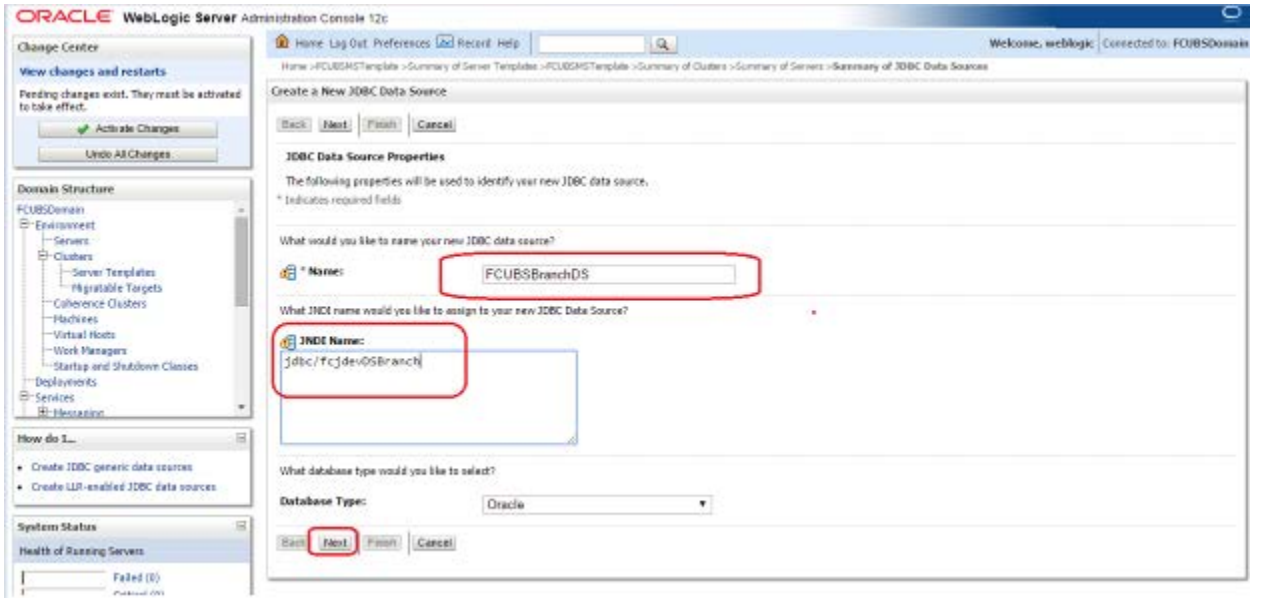 ORACLE WebLogic Server Administration Console 12c
Change Center
View changes and restarts
Pending changes exist. They must be activated
to take effect.
Activate Changes
Undo All Changes
Domain Structure
FCUBSDomain
Environment
Servers
Clusters
Server Templates
Migratable Targets
Coherence Clusters
Machines
Virtual Hosts
Work Managers
Startup and Shutdown Classes
Deployments
Services
Messaging
How do I...
Create JDBC generic data sources
Create LLR-enabled JDBC data sources
System Status
Health of Running Servers
Failed (0)
Critical (0)
Home Log Out Preferences Record Help
Welcome, weblogic Connected to: FCUBSDomain
Home >FCUBSMSTemplate >Summary of Server Templates >FCUBSMSTemplate >Summary of Clusters >Summary of Servers >Summary of JDBC Data Sources
Create a New JDBC Data Source
Back Next Finish Cancel
JDBC Data Source Properties
The following properties will be used to identify your new JDBC data source.
* Indicates required fields
What would you like to name your new JDBC data source?
* Name: FCUBSBranchDS
What JNDI name would you like to assign to your new JDBC Data Source?
JNDI Name:
jdbc/fcjdevDSBranch
What database type would you like to select?
Database Type: Oracle
Back Next Finish Cancel